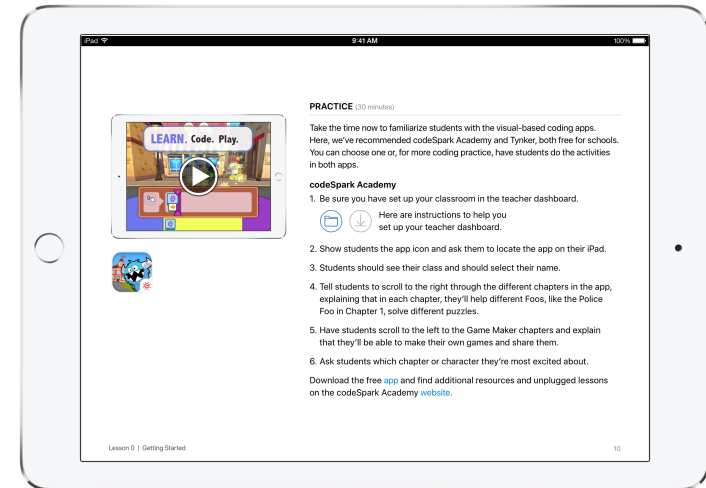 iPad
9:41 AM
100%
LEARN. Code. Play.
PRACTICE (30 minutes)
Take the time now to familiarize students with the visual-based coding apps.
Here, we’ve recommended codeSpark Academy and Tynker, both free for schools.
You can choose one or, for more coding practice, have students do the activities
in both apps.
codeSpark Academy
1. Be sure you have set up your classroom in the teacher dashboard.
Here are instructions to help you
set up your teacher dashboard.
2. Show students the app icon and ask them to locate the app on their iPad.
3. Students should see their class and should select their name.
4. Tell students to scroll to the right through the different chapters in the app,
explaining that in each chapter, they’ll help different Foos, like the Police
Foo in Chapter 1, solve different puzzles.
5. Have students scroll to the left to the Game Maker chapters and explain
that they’ll be able to make their own games and share them.
6. Ask students which chapter or character they’re most excited about.
Download the free app and find additional resources and unplugged lessons
on the codeSpark Academy website.
Lesson 0 | Getting Started
10